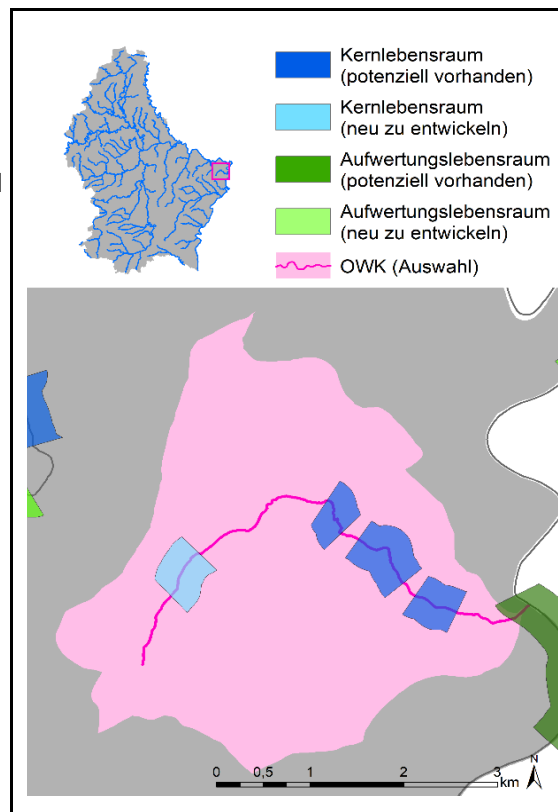 Kernlebensraum
(potenziell vorhanden)
Kernlebensraum
(neu zu entwickeln)
Aufwertungslebensraum
(potenziell vorhanden)
Aufwertungslebensraum
(neu zu entwickeln)
OWK (Auswahl)
0 0,5 1 2 3
km
N